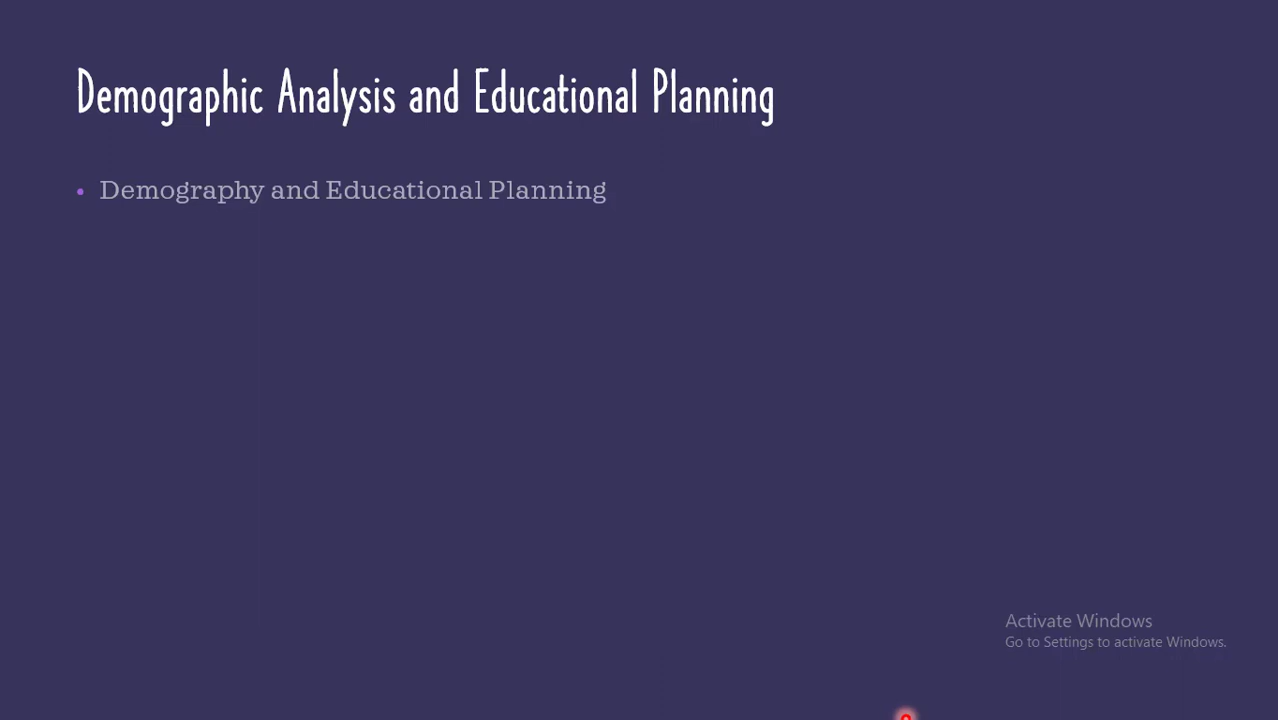 Demographic Analysis and Educational Planning
• Demography and Educational Planning
Activate Windows
Go to Settings to activate Windows.